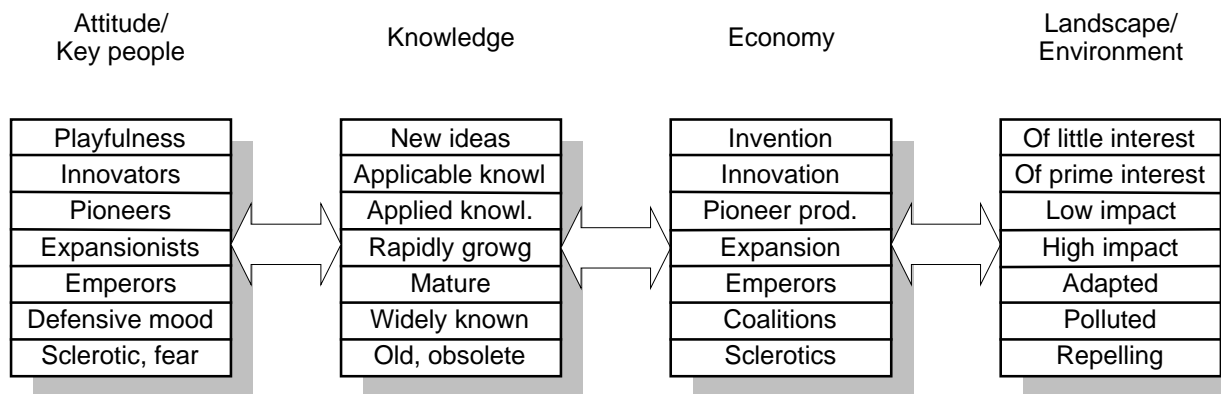 Attitude/
Key people
Knowledge
Economy
Landscape/
Environment
Playfulness
Innovators
Pioneers
Expansionists
Emperors
Defensive mood
Sclerotic, fear
New ideas
Applicable knowl
Applied knowl.
Rapidly growg
Mature
Widely known
Old, obsolete
Invention
Innovation
Pioneer prod.
Expansion
Emperors
Coalitions
Sclerotics
Of little interest
Of prime interest
Low impact
High impact
Adapted
Polluted
Repelling